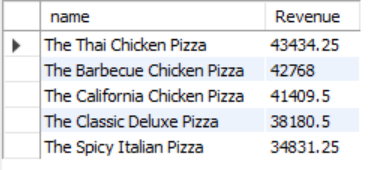 name Revenue
The Thai Chicken Pizza 43434.25
The Barbecue Chicken Pizza 42768
The California Chicken Pizza 41409.5
The Classic Deluxe Pizza 38180.5
The Spicy Italian Pizza 34831.25